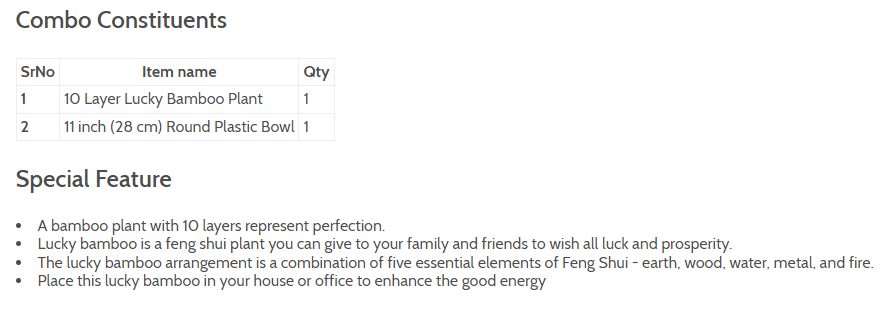 Combo Constituents
SrNo Item name Qty
1 10 Layer Lucky Bamboo Plant 1
2 11 inch (28 cm) Round Plastic Bowl 1
Special Feature
• A bamboo plant with 10 layers represent perfection.
• Lucky bamboo is a feng shui plant you can give to your family and friends to wish all luck and prosperity.
• The lucky bamboo arrangement is a combination of five essential elements of Feng Shui - earth, wood, water, metal, and fire.
• Place this lucky bamboo in your house or office to enhance the good energy